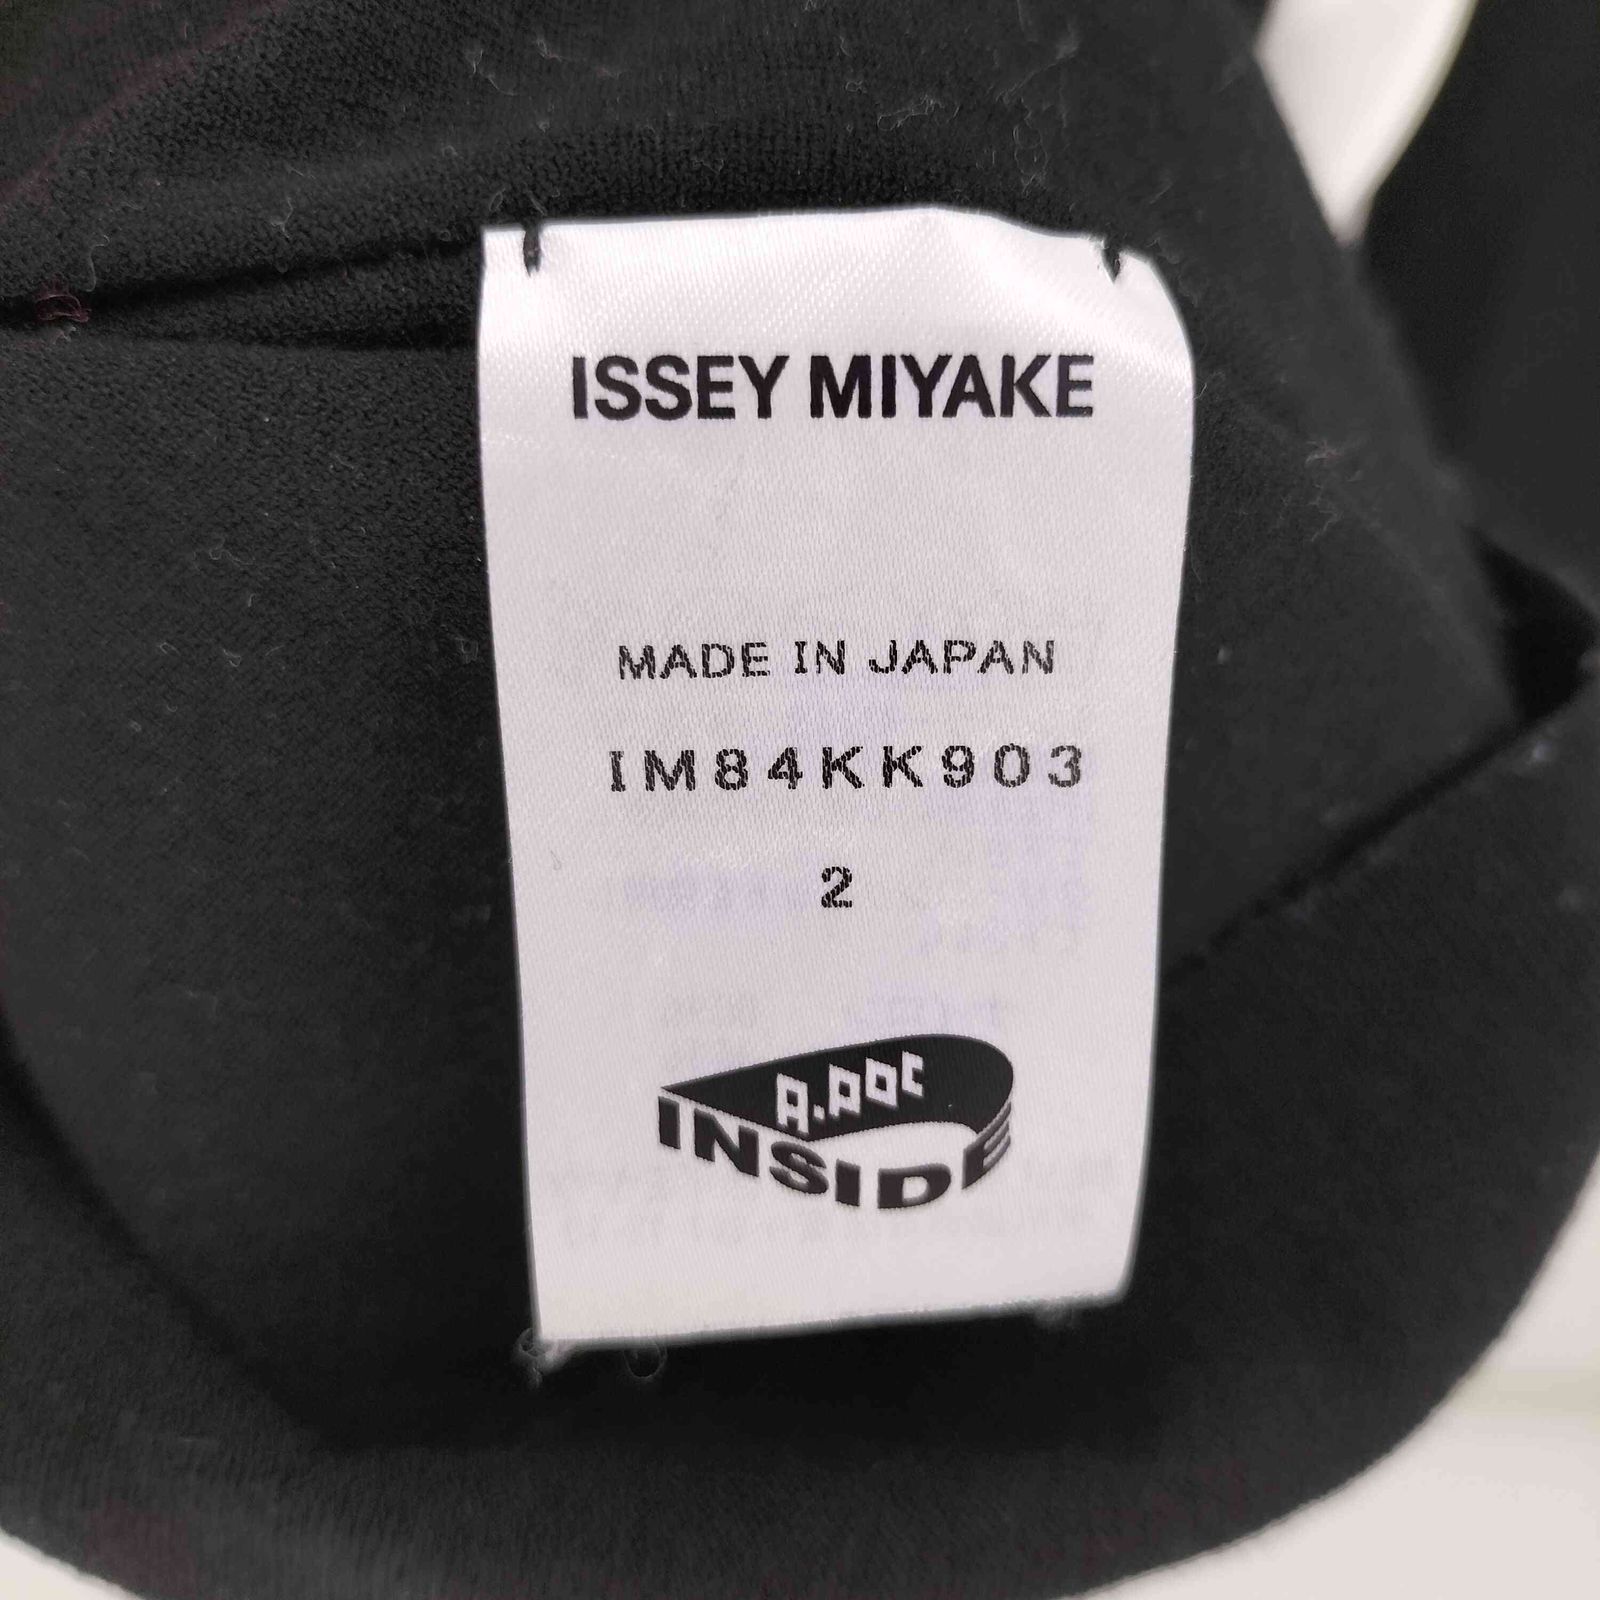 ISSEY MIYAKE
MADE IN JAPAN
IM84KK903
2
A.POC
INSIDE